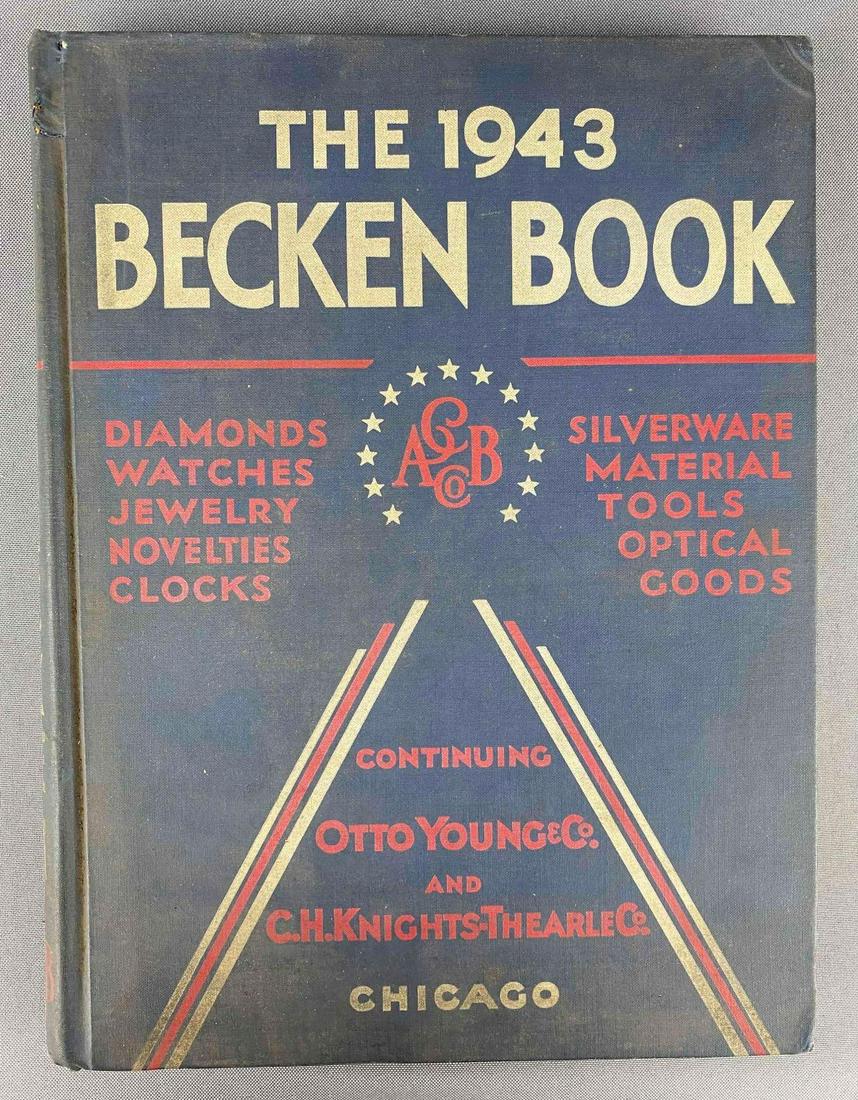 THE 1943
BECKEN BOOK
DIAMONDS
WATCHES
JEWELRY
NOVELTIES
CLOCKS
A.C.B
Co
SILVERWARE
MATERIAL
TOOLS
OPTICAL
GOODS
CONTINUING
OTTO YOUNG & Co.
AND
C.H. KNIGHTS-THEARLE Co.
CHICAGO